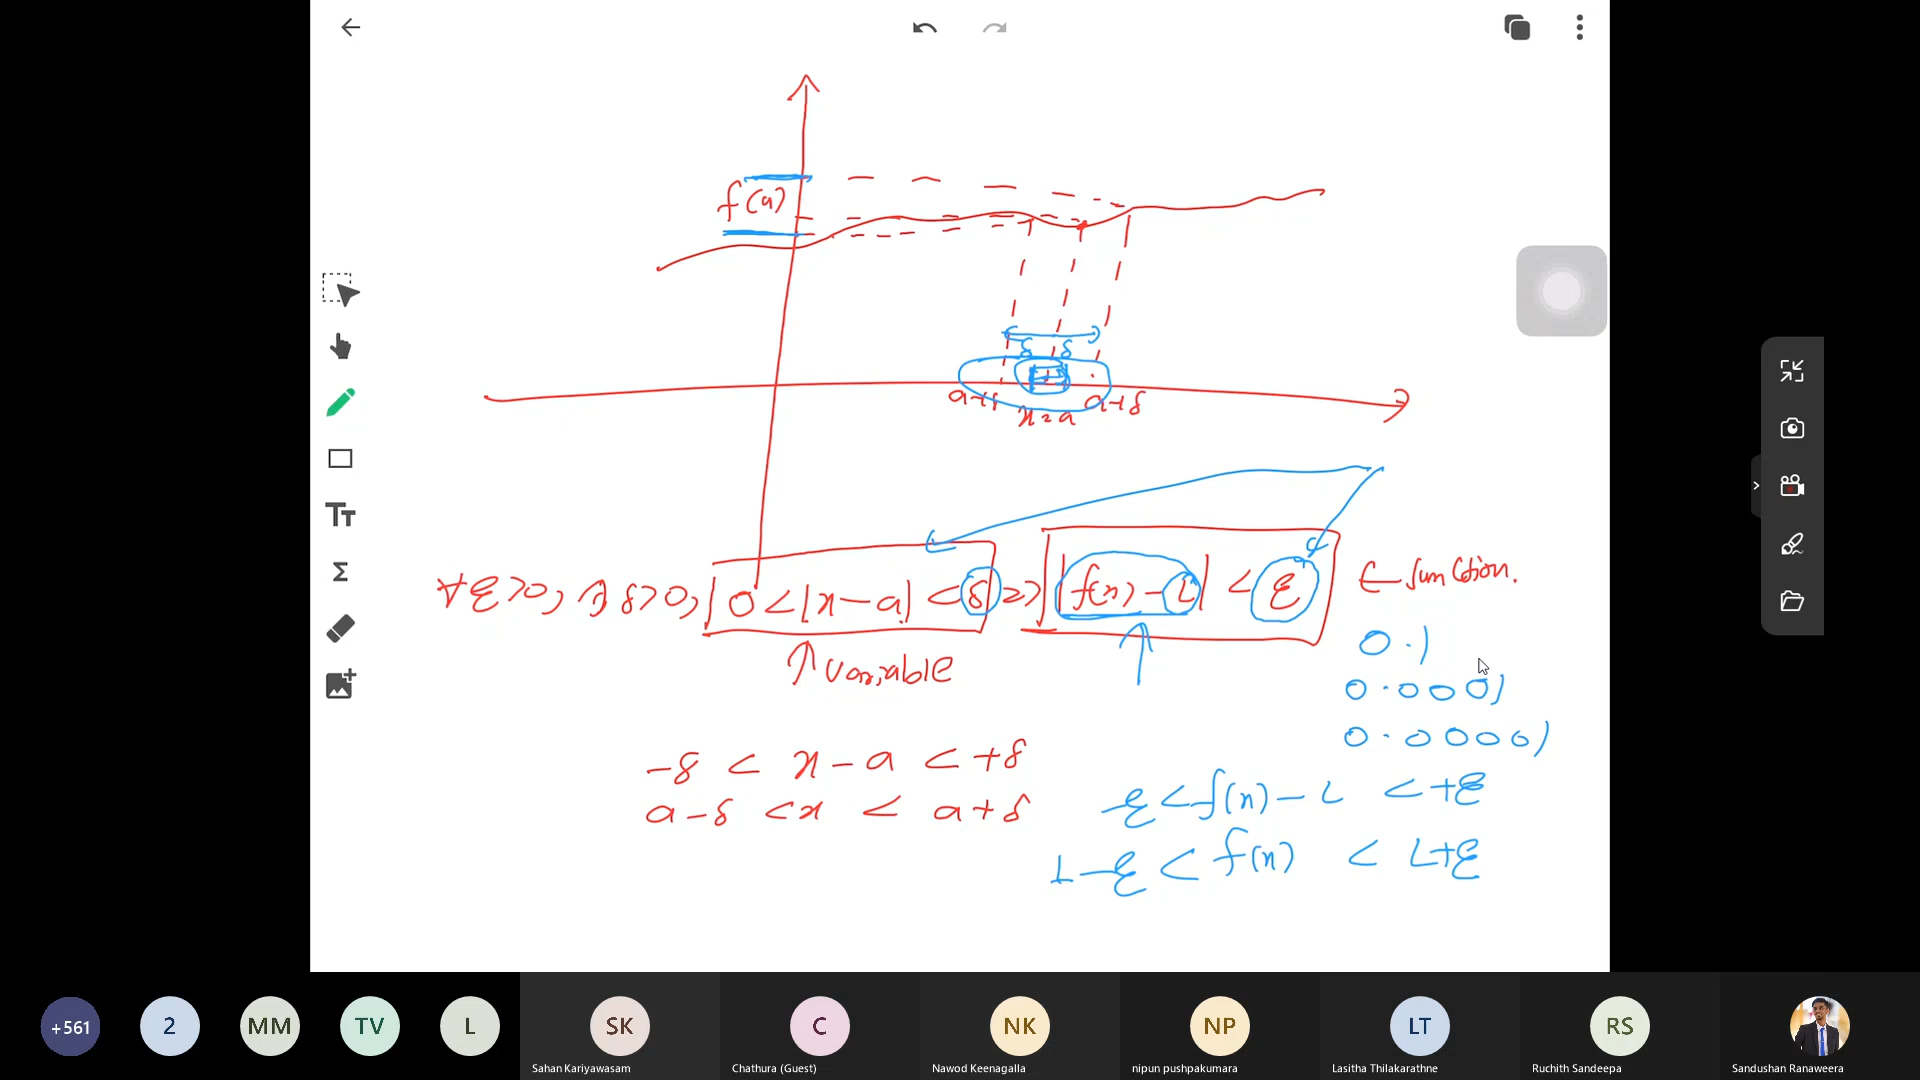 f(a)
δ δ
a+δ
x=a
∀ε>0, ∃ δ>0, 0<|x-a| <δ => |f(x)-L| < ε ← function.
↑ variable
0.1
0.0001
0.00001
-δ < x-a < +δ
a-δ <x < a+δ
-ε<f(x)-L <+ε
L-ε < f(x) < L+ε
TT
Σ
+561
2
MM
TV
L
SK
C
NK
NP
LT
RS
Sahan Kariyawasam
Chathura (Guest)
Nawod Keenagalla
nipun pushpakumara
Lasitha Thilakarathne
Ruchith Sandeepa
Sandushan Ranaweera